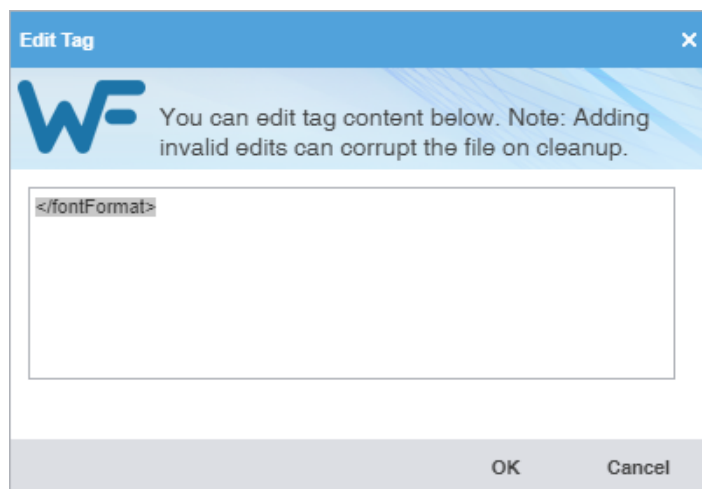 Edit Tag
WF
You can edit tag content below. Note: Adding
invalid edits can corrupt the file on cleanup.
</fontFormat>
OK Cancel